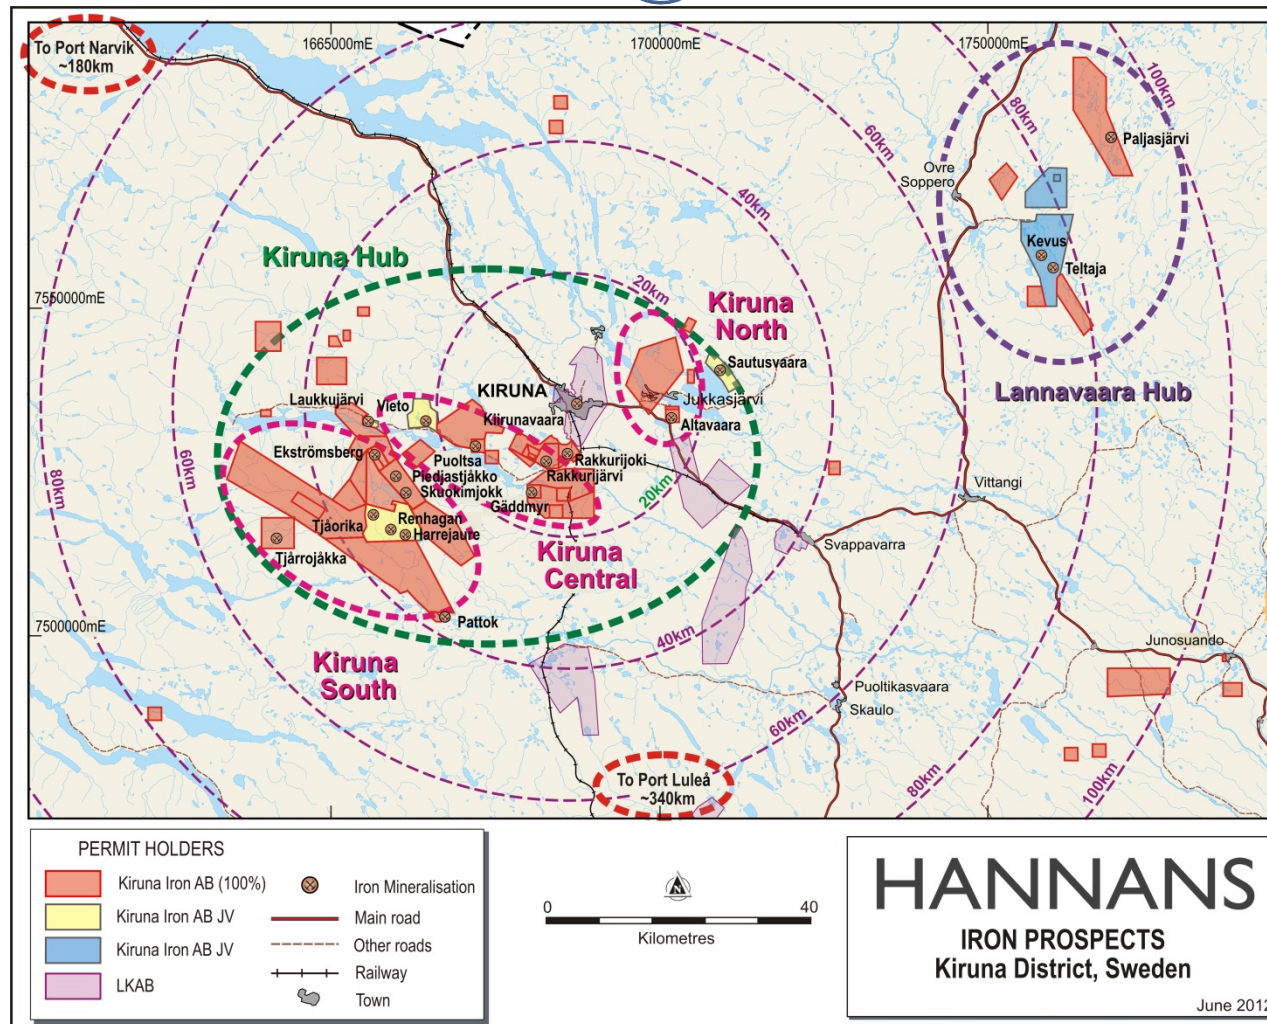 To Port Narvik
~180km
1665000mE
1700000mE
1750000mE
100km
80km
60km
40km
20km
Paljasjärvi
Ovre
Soppero
Kevus
Teltaja
Kiruna Hub
7550000mE
Kiruna
North
Sautusvaara
Lannavaara Hub
KIRUNA
Jukkasjärvi
Laukkujärvi
Vieto
Kiirunavaara
Altavaara
Ekströmsberg
Puoltsa
Rakkurijoki
Piedjastjåkko
Rakkurijärvi
Skuokimjokk
Gäddmyr
20km
80km
60km
Vittangi
Tjåorika
Renhagan
Harrejaure
Tjårrojåkka
Kiruna
Central
Svappavarra
Pattok
7500000mE
40km
Junosuando
Kiruna
South
Puoltikasvaara
Skaulo
60km
80km
100km
To Port Luleå
~340km
PERMIT HOLDERS
Kiruna Iron AB (100%)
Kiruna Iron AB JV
Kiruna Iron AB JV
LKAB
Iron Mineralisation
Main road
Other roads
Railway
Town
N
0
40
Kilometres
HANNANS
IRON PROSPECTS
Kiruna District, Sweden
June 2012